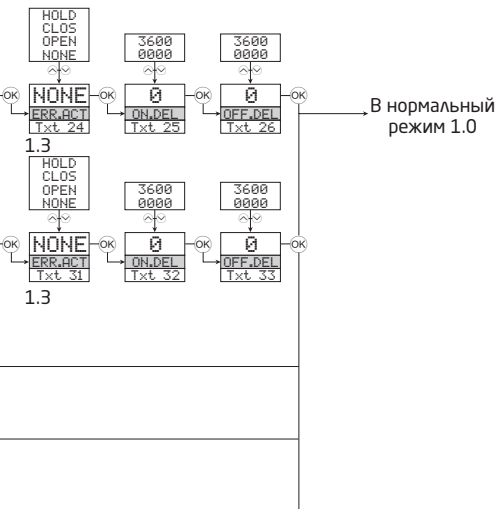 HOLD
CLOS
OPEN
NONE
3600
0000
3600
0000
OK NONE OK 0 OK 0 OK
ERR.ACT ON.DEL OFF.DEL
Txt 24 Txt 25 Txt 26
В нормальный
режим 1.0
1.3
HOLD
CLOS
OPEN
NONE
3600
0000
3600
0000
OK NONE OK 0 OK 0 OK
ERR.ACT ON.DEL OFF.DEL
Txt 31 Txt 32 Txt 33
1.3